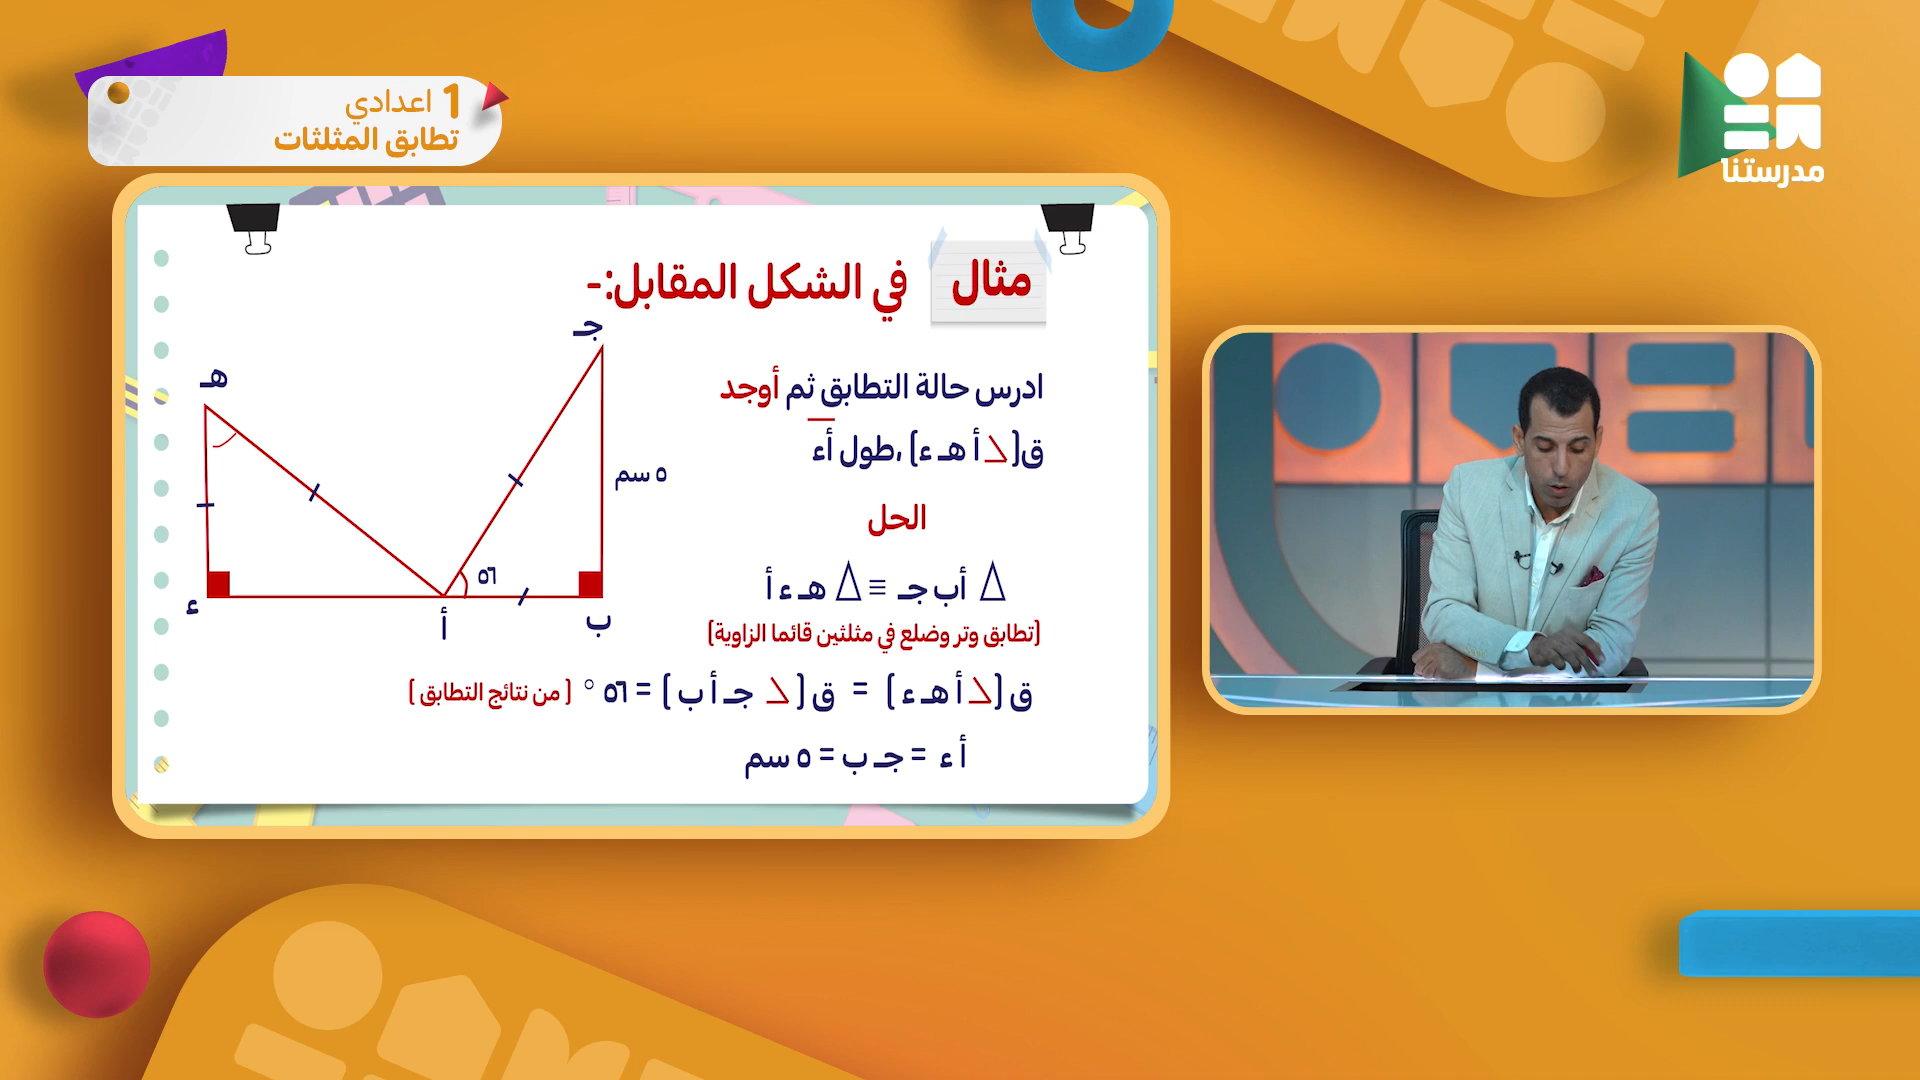 1 اعدادي
تطابق المثلثات
مدرستنا
مثال
في الشكل المقابل:-
ادرس حالة التطابق ثم أوجد
ق(ﮮ أ هـ ء) ،طول أء
الحل
△ أب جـ ≡ △ هـ ء أ
(تطابق وتر وضلع في مثلثين قائما الزاوية)
ق (ﮮ أ هـ ء) = ق (ﮮ جـ أ ب) = ٥٦ ° (من نتائج التطابق)
أ ء = جـ ب = ٥ سم
جـ
هـ
٥ سم
٥٦
ء
أ
ب